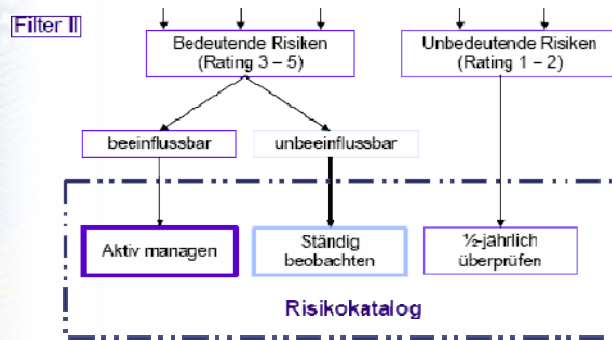 Filter II
Bedeutende Risiken
(Rating 3 – 5)
Unbedeutende Risiken
(Rating 1 – 2)
beeinflussbar
unbeeinflussbar
Aktiv managen
Ständig
beobachten
½-jährlich
überprüfen
Risikokatalog